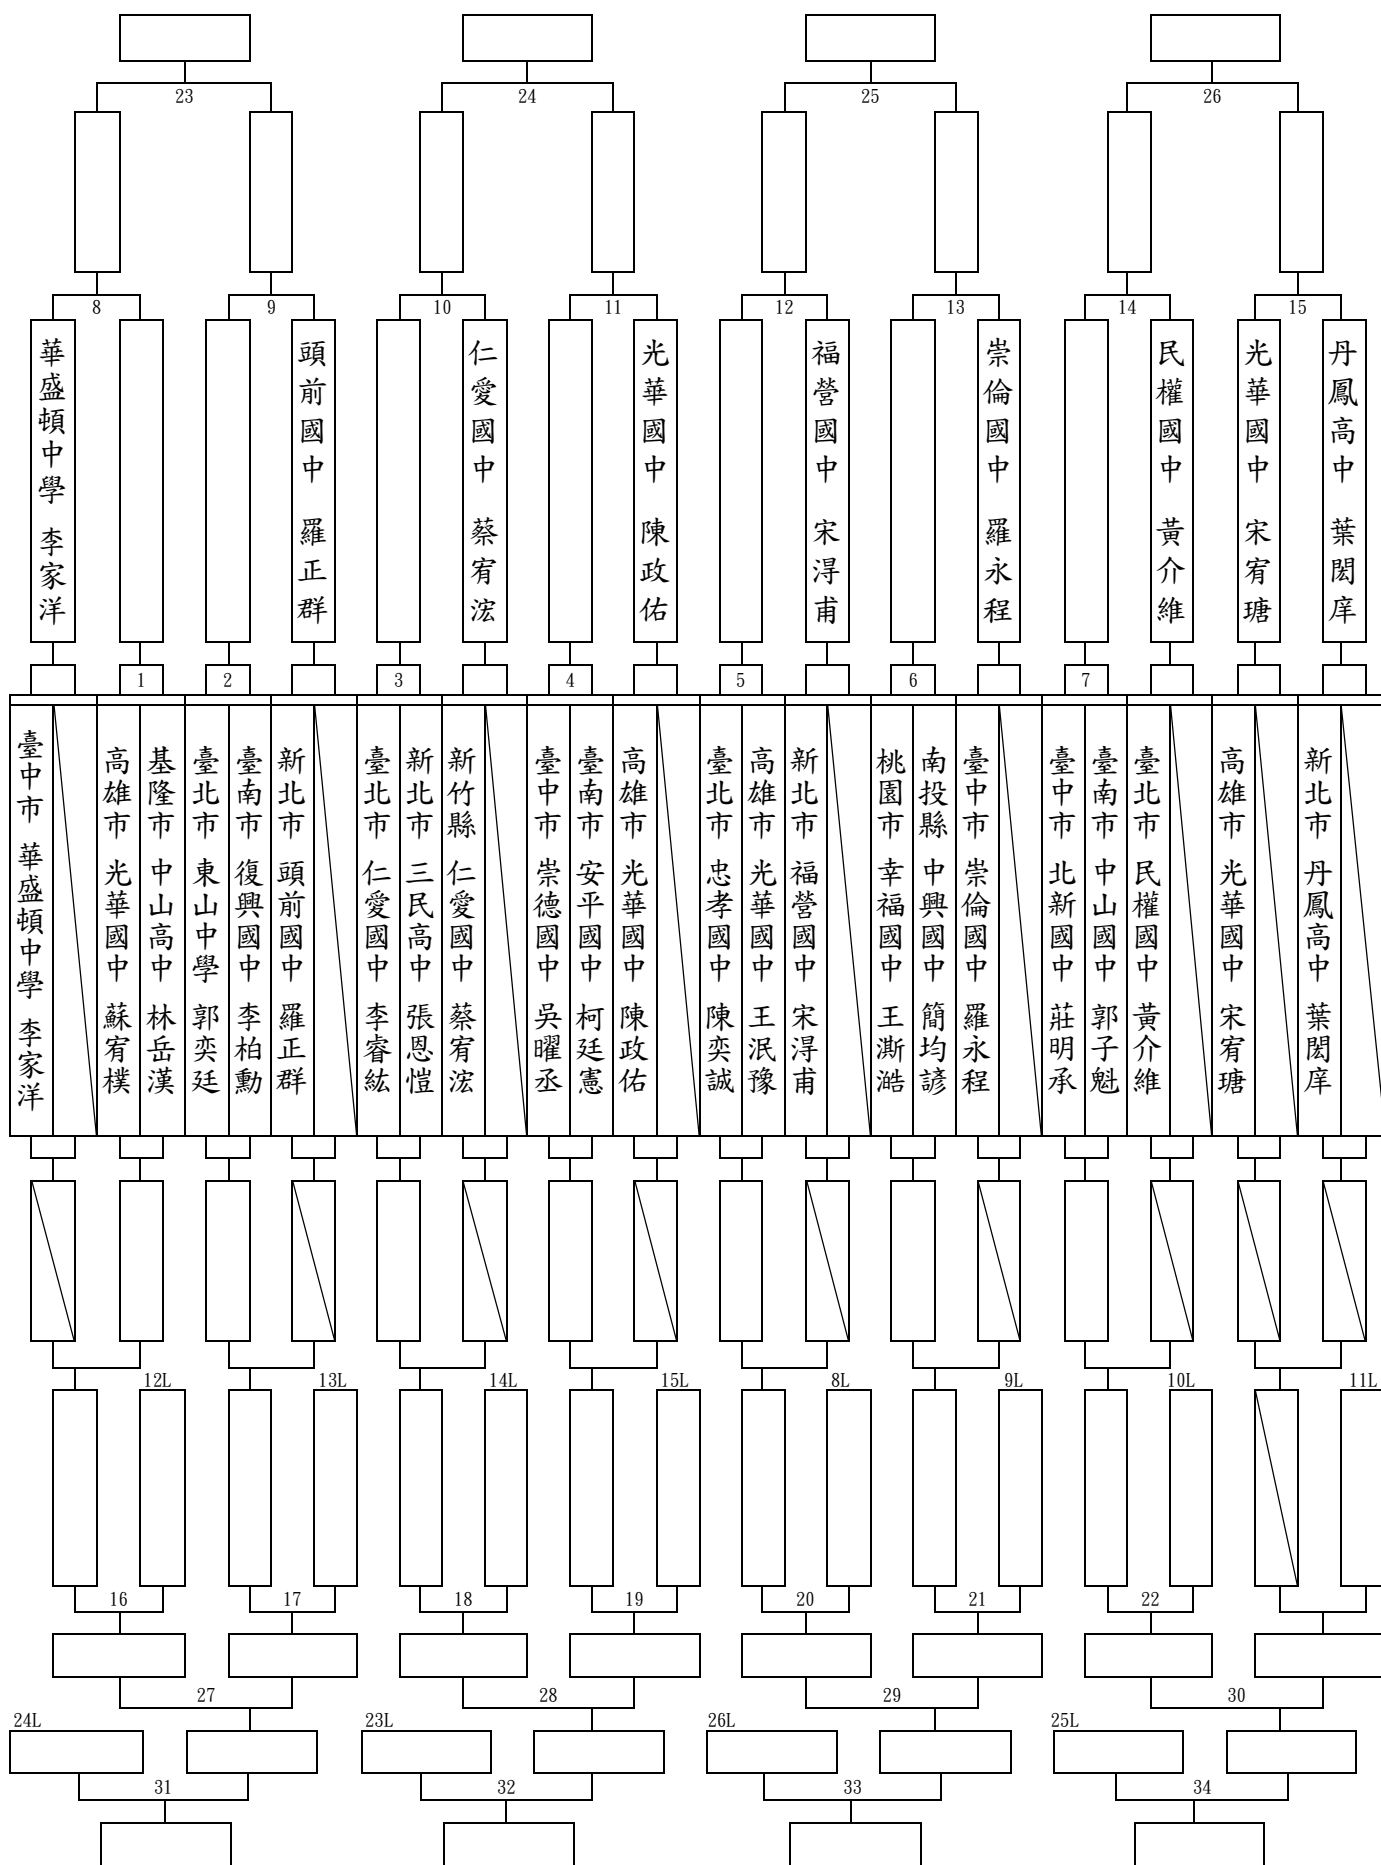 23 24 25 26
8 9 10 11 12 13 14 15
華盛頓中學 李家洋
頭前國中 羅正群
仁愛國中 蔡宥浤
光華國中 陳政佑
福營國中 宋淂甫
崇倫國中 羅永程
民權國中 黃介維
光華國中 宋宥瑭
丹鳳高中 葉閎庠
1 2 3 4 5 6 7
臺中市 華盛頓中學 李家洋
高雄市 光華國中 蘇宥樸
基隆市 中山高中 林岳漢
臺北市 東山中學 郭奕廷
臺南市 復興國中 李柏勳
新北市 頭前國中 羅正群
臺北市 仁愛國中 李睿紘
新北市 三民高中 張恩愷
新竹縣 仁愛國中 蔡宥浤
臺中市 崇德國中 吳曜丞
臺南市 安平國中 柯廷憲
高雄市 光華國中 陳政佑
臺北市 忠孝國中 陳奕誠
高雄市 光華國中 王泯豫
新北市 福營國中 宋淂甫
桃園市 幸福國中 王澌澔
南投縣 中興國中 簡均諺
臺中市 崇倫國中 羅永程
臺中市 北新國中 莊明承
臺南市 中山國中 郭子魁
臺北市 民權國中 黃介維
高雄市 光華國中 宋宥瑭
新北市 丹鳳高中 葉閎庠
12L 13L 14L 15L 8L 9L 10L 11L
16 17 18 19 20 21 22
27 28 29 30
24L 23L 26L 25L
31 32 33 34